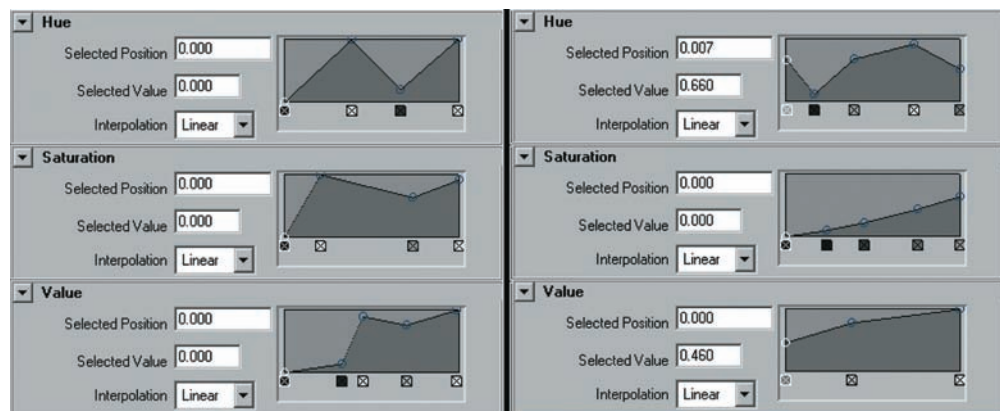 Hue
Selected Position 0.000
Selected Value 0.000
Interpolation Linear
Saturation
Selected Position 0.000
Selected Value 0.000
Interpolation Linear
Value
Selected Position 0.000
Selected Value 0.000
Interpolation Linear
Hue
Selected Position 0.007
Selected Value 0.660
Interpolation Linear
Saturation
Selected Position 0.000
Selected Value 0.000
Interpolation Linear
Value
Selected Position 0.000
Selected Value 0.460
Interpolation Linear